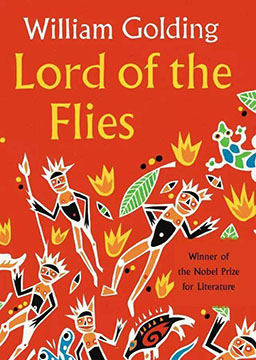 William Golding
Lord of the
Flies
Winner of
the Nobel Prize
for Literature